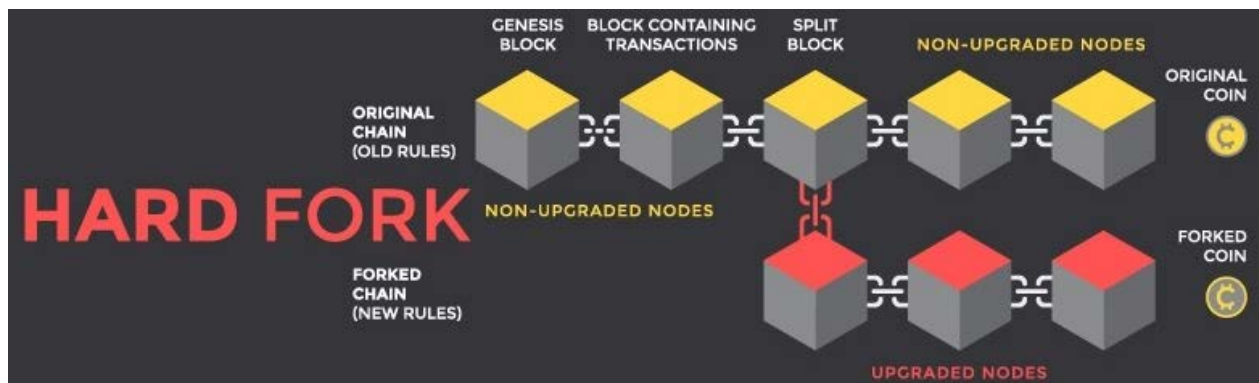 GENESIS
BLOCK
BLOCK CONTAINING
TRANSACTIONS
SPLIT
BLOCK
NON-UPGRADED NODES
ORIGINAL
COIN
ORIGINAL
CHAIN
(OLD RULES)
HARD FORK
NON-UPGRADED NODES
FORKED
CHAIN
(NEW RULES)
FORKED
COIN
UPGRADED NODES